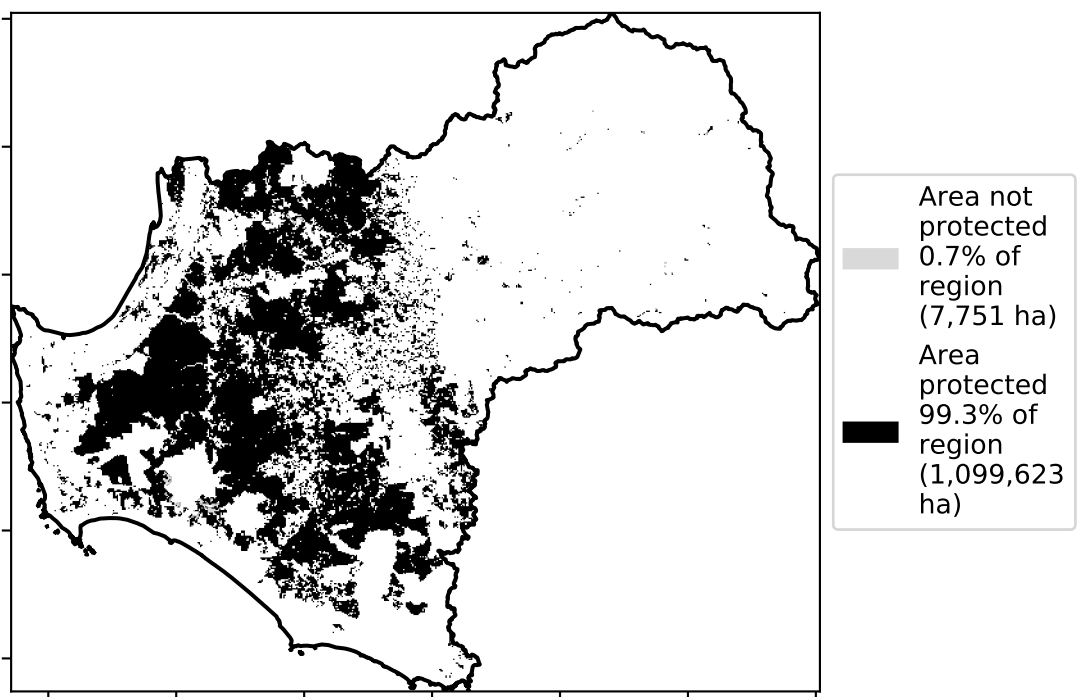 Area not
protected
0.7% of
region
(7,751 ha)
Area
protected
99.3% of
region
(1,099,623
ha)